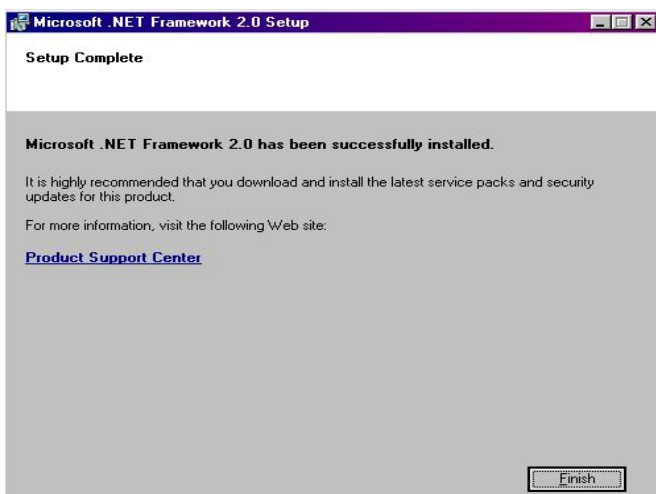 Microsoft .NET Framework 2.0 Setup
Setup Complete
Microsoft .NET Framework 2.0 has been successfully installed.
It is highly recommended that you download and install the latest service packs and security
updates for this product.
For more information, visit the following Web site:
Product Support Center
Finish